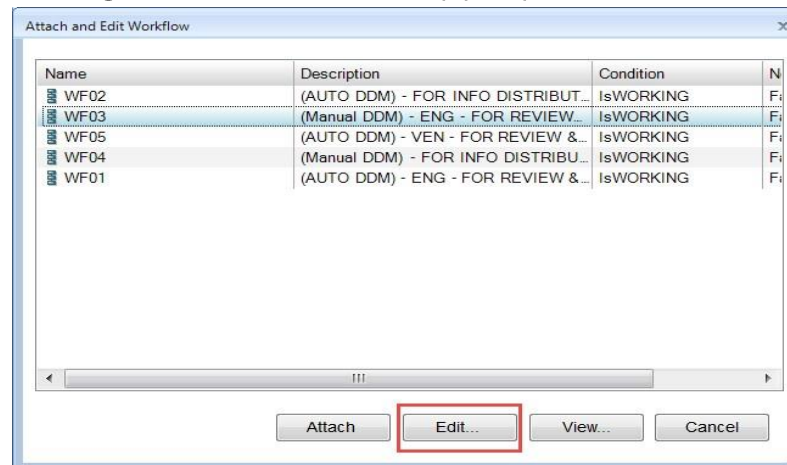 Attach and Edit Workflow
Name Description Condition
WF02 (AUTO DDM) - FOR INFO DISTRIBUT... IsWORKING
WF03 (Manual DDM) - ENG - FOR REVIEW... IsWORKING
WF05 (AUTO DDM) - VEN - FOR REVIEW &... IsWORKING
WF04 (Manual DDM) - FOR INFO DISTRIBU... IsWORKING
WF01 (AUTO DDM) - ENG - FOR REVIEW &... IsWORKING
Attach Edit... View... Cancel